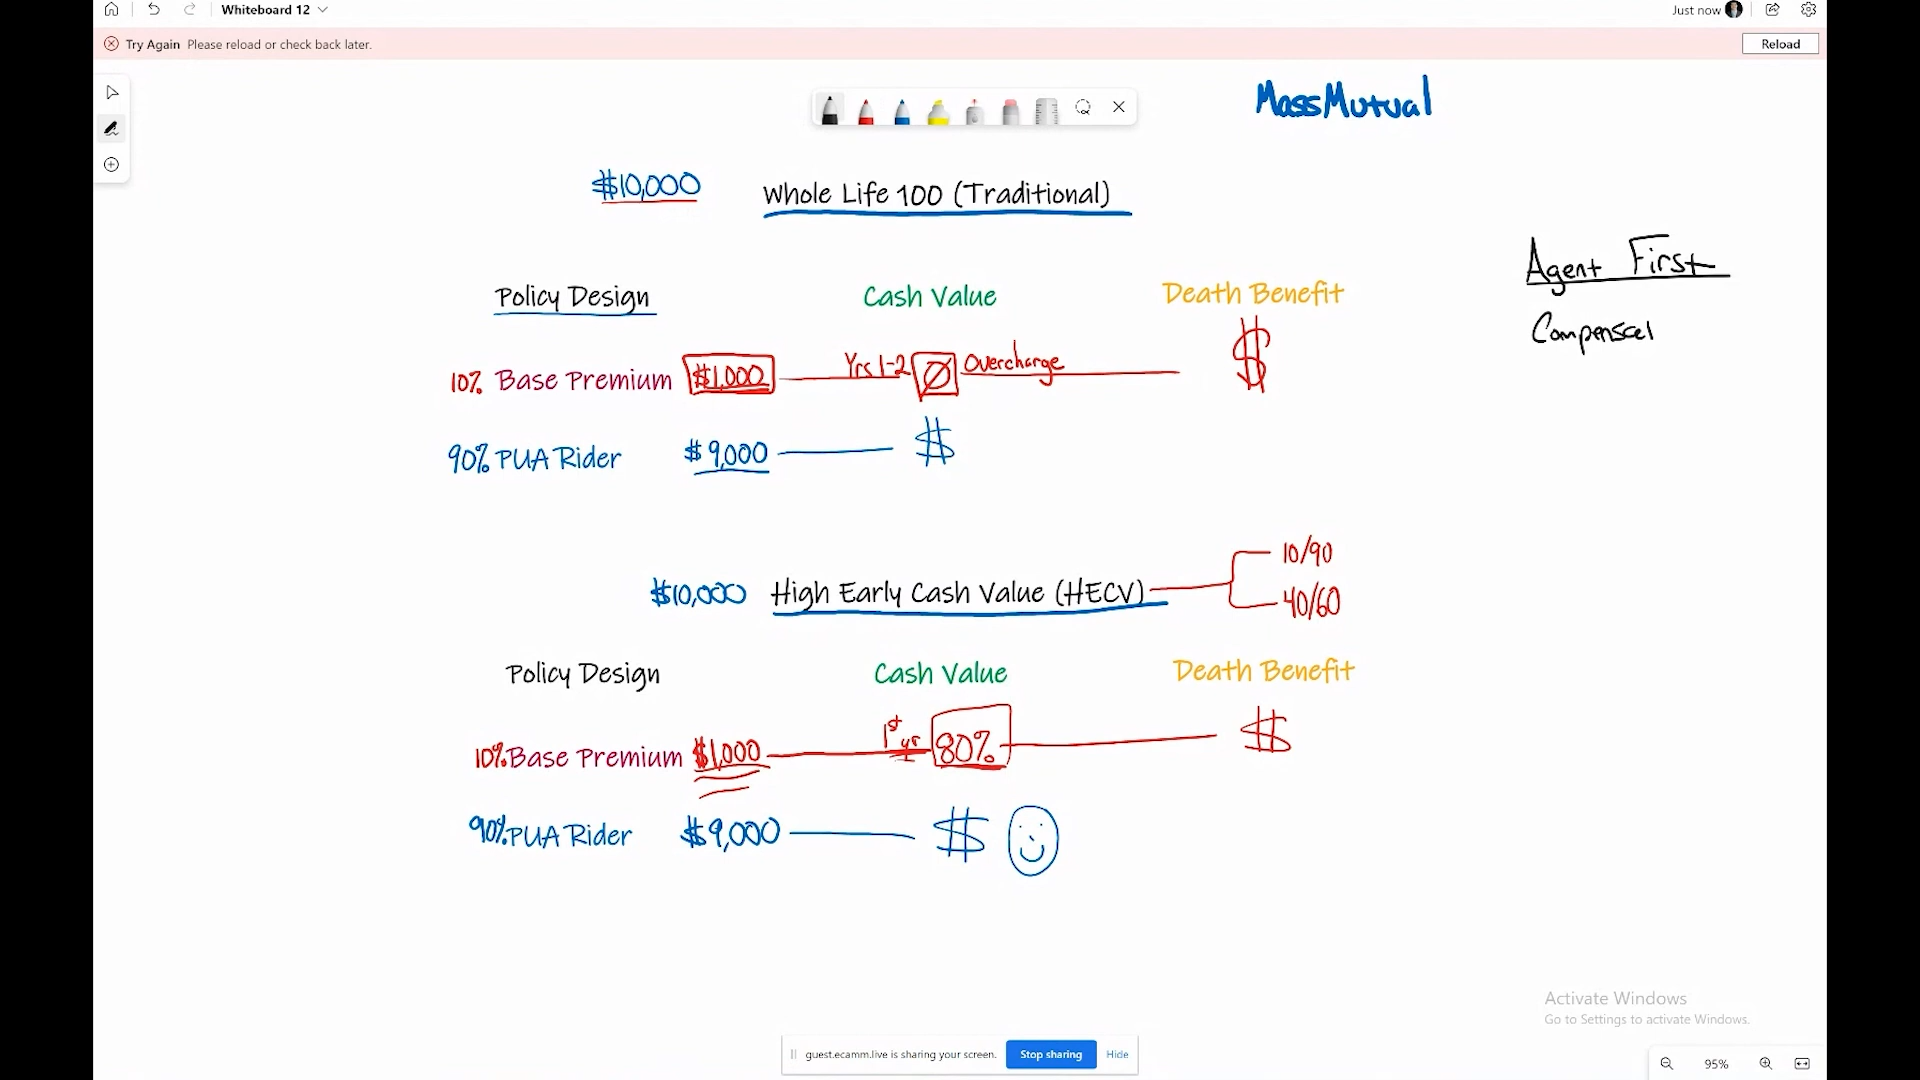 Whiteboard 12
Just now
Try Again Please reload or check back later.
Reload
MassMutual
$10,000 Whole Life 100 (Traditional)
Agent First
Compensat
Policy Design Cash Value Death Benefit
10% Base Premium $1,000 Yrs 1-2 Ø Overcharge $
90% PUA Rider $9,000 $
$10,000 High Early Cash Value (HECV) 10/90
40/60
Policy Design Cash Value Death Benefit
10% Base Premium $1,000 1st yr 80% $
90% PUA Rider $9,000 $
Activate Windows
Go to Settings to activate Windows.
guest.ecamm.live is sharing your screen. Stop sharing Hide
95%